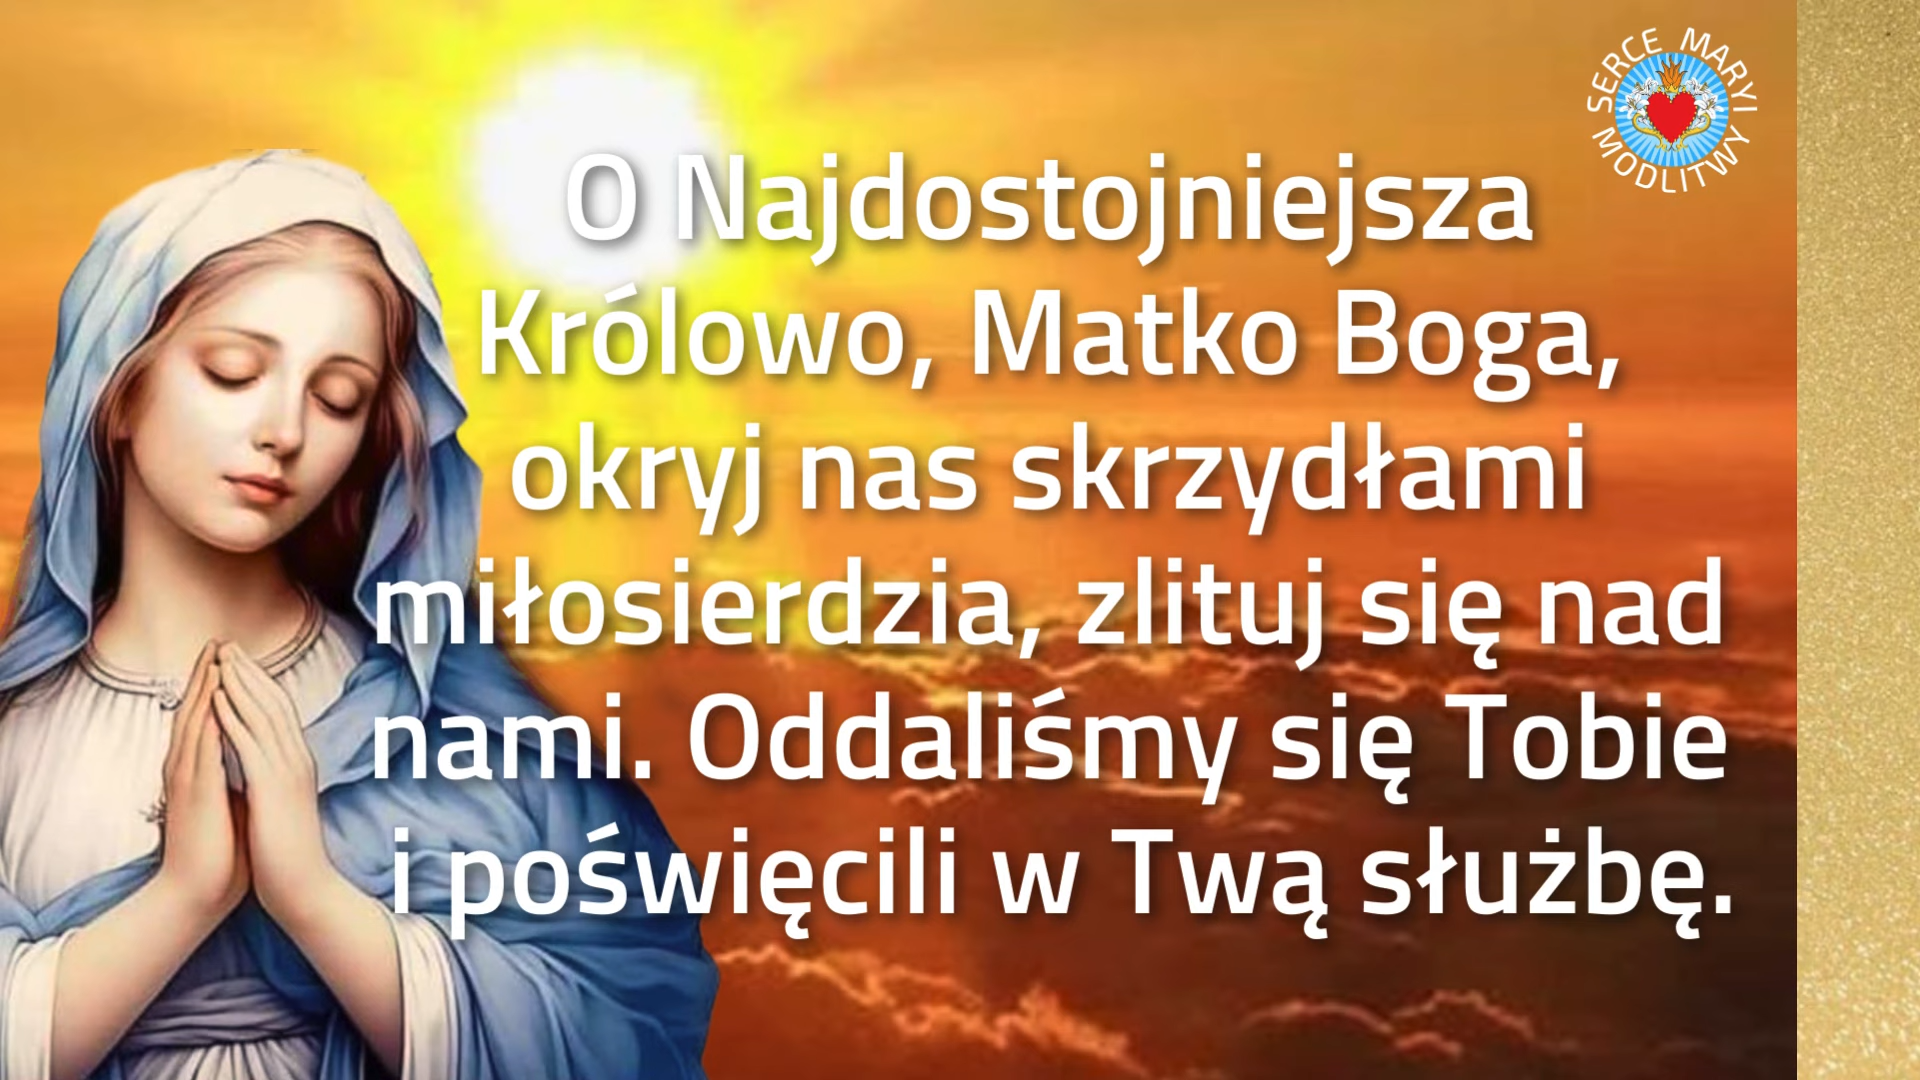 SERCE MARYI
MODLITWY
O Najdostojniejsza
Królowo, Matko Boga,
okryj nas skrzydłami
miłosierdzia, zlituj się nad
nami. Oddaliśmy się Tobie
i poświęcili w Twą służbę.